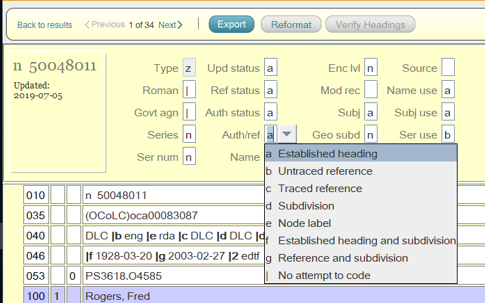 Back to results < Previous 1 of 34 Next > Export Reformat Verify Headings
n 50048011
Updated:
2019-07-05
Type z Upd status a Enc lvl n Source
Roman | Ref status a Mod rec Name use a
Govt agn | Auth status a Subj a Subj use a
Series n Auth/ref a Geo subd n Ser use b
Ser num n Name
a Established heading
b Untraced reference
c Traced reference
d Subdivision
e Node label
f Established heading and subdivision
g Reference and subdivision
| No attempt to code
010 n 50048011
035 (OCoLC)oca00083087
040 DLC |b eng |e rda |c DLC |d DLC |d
046 |f 1928-03-20 |g 2003-02-27 |2 edtf
053 0 PS3618.O4585
100 1 Rogers, Fred